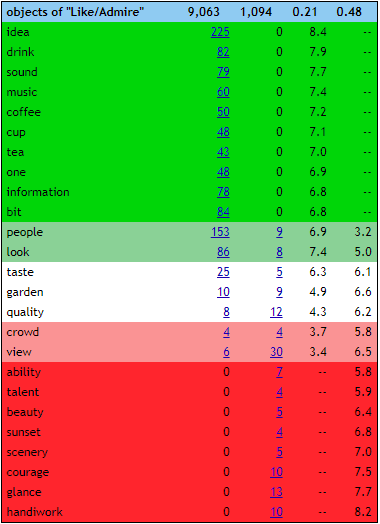 objects of "Like/Admire" 9,063 1,094 0.21 0.48
idea 225 0 8.4 --
drink 82 0 7.9 --
sound 79 0 7.7 --
music 60 0 7.4 --
coffee 50 0 7.2 --
cup 48 0 7.1 --
tea 43 0 7.0 --
one 48 0 6.9 --
information 78 0 6.8 --
bit 84 0 6.8 --
people 153 9 6.9 3.2
look 86 8 7.4 5.0
taste 25 5 6.3 6.1
garden 10 9 4.9 6.6
quality 8 12 4.3 6.2
crowd 4 4 3.7 5.8
view 6 30 3.4 6.5
ability 0 7 -- 5.8
talent 0 4 -- 5.9
beauty 0 5 -- 6.4
sunset 0 4 -- 6.8
scenery 0 5 -- 7.0
courage 0 10 -- 7.5
glance 0 13 -- 7.7
handiwork 0 10 -- 8.2